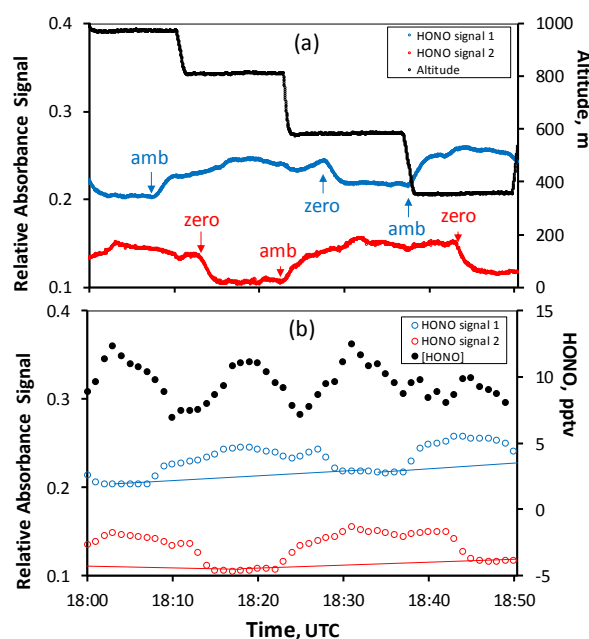 0.4
0.3
0.2
0.1
Relative Absorbance Signal
(a)
HONO signal 1
HONO signal 2
Altitude
amb
zero
amb
zero
amb
zero
1000
800
600
400
200
0
Altitude, m
0.4
0.3
0.2
0.1
Relative Absorbance Signal
(b)
HONO signal 1
HONO signal 2
[HONO]
15
10
5
0
-5
HONO, pptv
18:00 18:10 18:20 18:30 18:40 18:50
Time, UTC